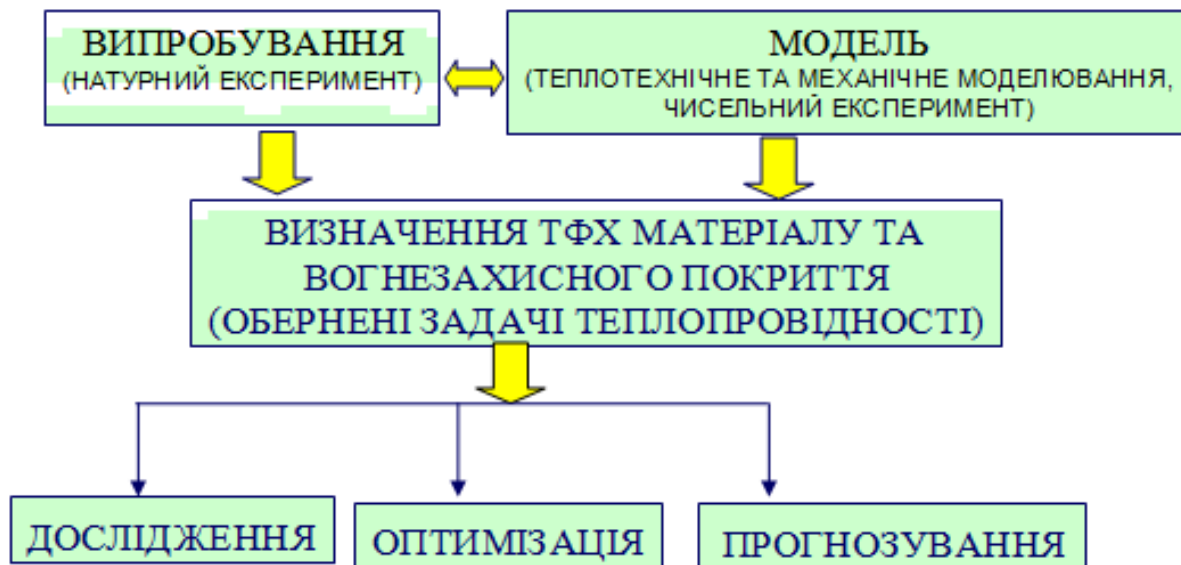 ВИПРОБУВАННЯ
(НАТУРНИЙ ЕКСПЕРИМЕНТ)
МОДЕЛЬ
(ТЕПЛОТЕХНІЧНЕ ТА МЕХАНІЧНЕ МОДЕЛЮВАННЯ,
ЧИСЕЛЬНИЙ ЕКСПЕРИМЕНТ)
ВИЗНАЧЕННЯ ТФХ МАТЕРІАЛУ ТА
ВОГНЕЗАХИСНОГО ПОКРИТТЯ
(ОБЕРНЕНІ ЗАДАЧІ ТЕПЛОПРОВІДНОСТІ)
ДОСЛІДЖЕННЯ
ОПТИМІЗАЦІЯ
ПРОГНОЗУВАННЯ